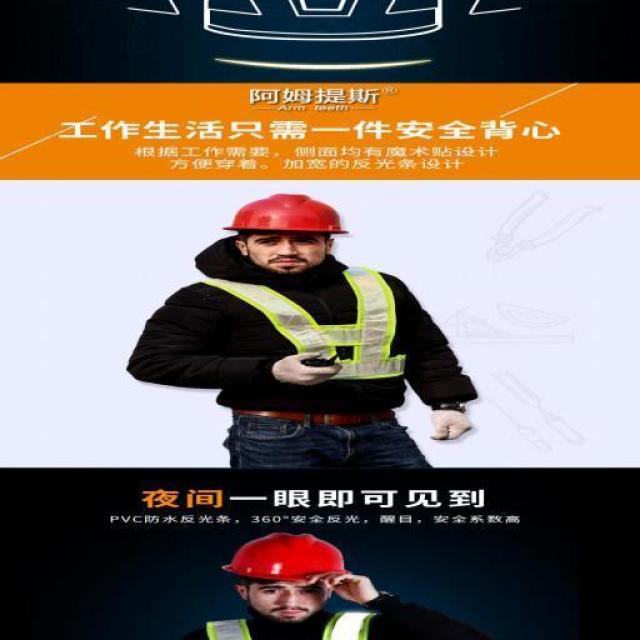 阿姆提斯®
Arm teeth
工作生活只需一件安全背心
根据工作需要，侧面均有魔术贴设计
方便穿着。加宽的反光条设计
夜间一眼即可见到
PVC防水反光条，360°安全反光，醒目，安全系数高